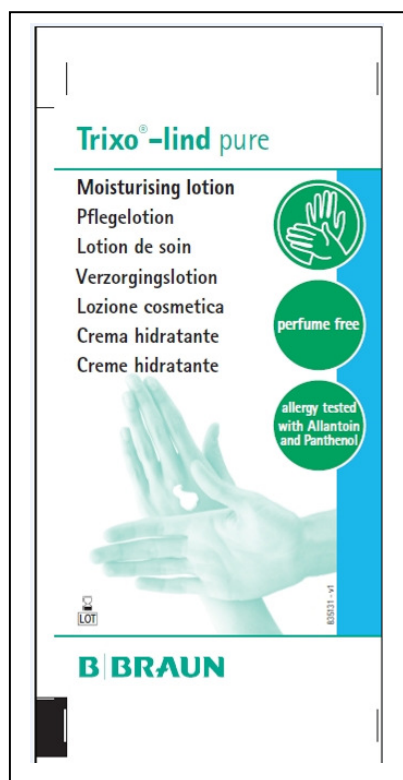 Trixo®-lind pure
Moisturising lotion
Pflegelotion
Lotion de soin
Verzorgingslotion
Lozione cosmetica
Crema hidratante
Creme hidratante
perfume free
allergy tested
with Allantoin
and Panthenol
LOT
635131 - v1
B|BRAUN